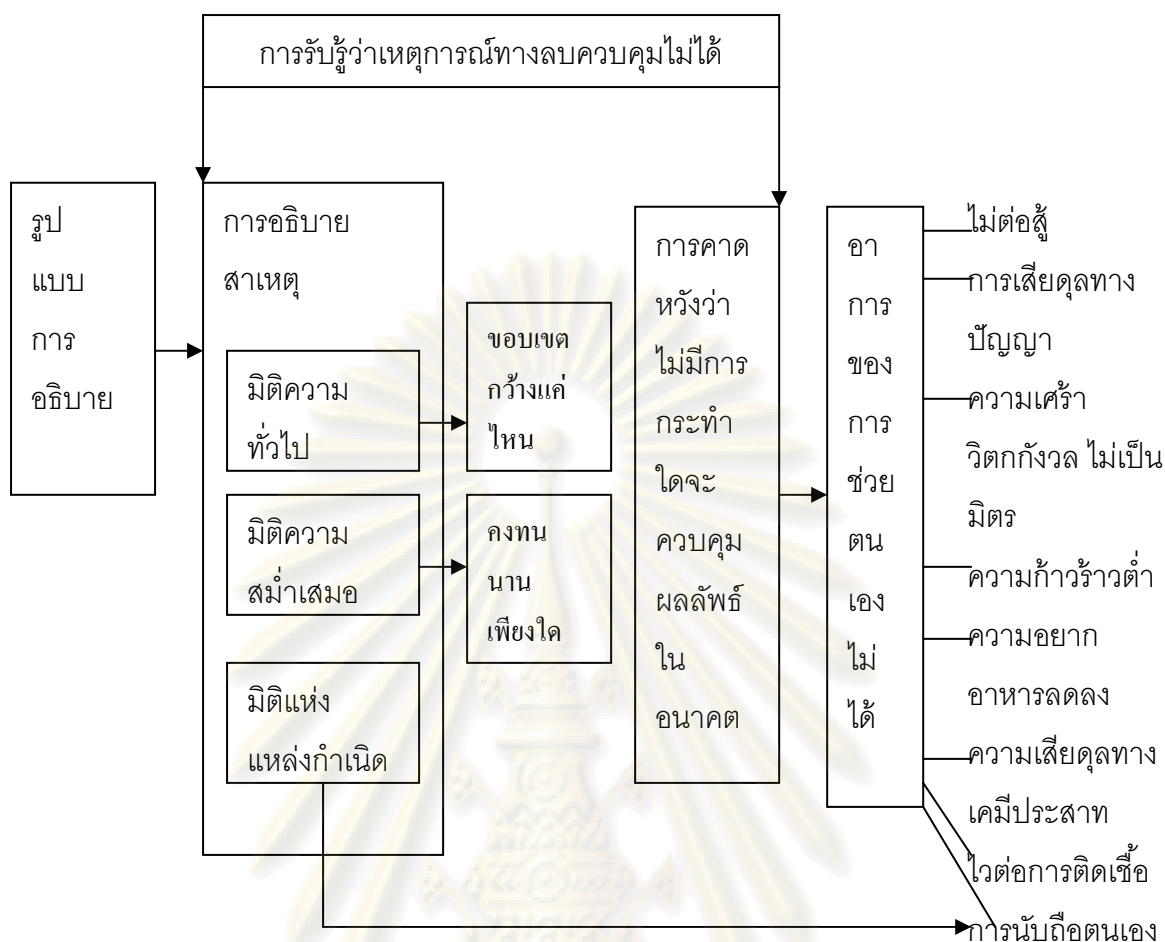 การรับรู้ว่าเหตุการณ์ทางลบควบคุมไม่ได้
รูป
แบบ
การ
อธิบาย
การอธิบาย
สาเหตุ
มิติความ
ทั่วไป
ขอบเขต
กว้างแค่
ไหน
มิติความ
สม่ำเสมอ
คงทน
นาน
เพียงใด
มิติแห่ง
แหล่งกำเนิด
การคาด
หวังว่า
ไม่มีการ
กระทำ
ใดจะ
ควบคุม
ผลลัพธ์
ใน
อนาคต
อา
การ
ของ
การ
ช่วย
ตน
เอง
ไม่
ได้
ไม่ต่อสู้
การเสียดุลทาง
ปัญญา
ความเศร้า
วิตกกังวล ไม่เป็น
มิตร
ความก้าวร้าวต่ำ
ความอยาก
อาหารลดลง
ความเสียดุลทาง
เคมีประสาท
ไวต่อการติดเชื้อ
การนับถือตนเอง